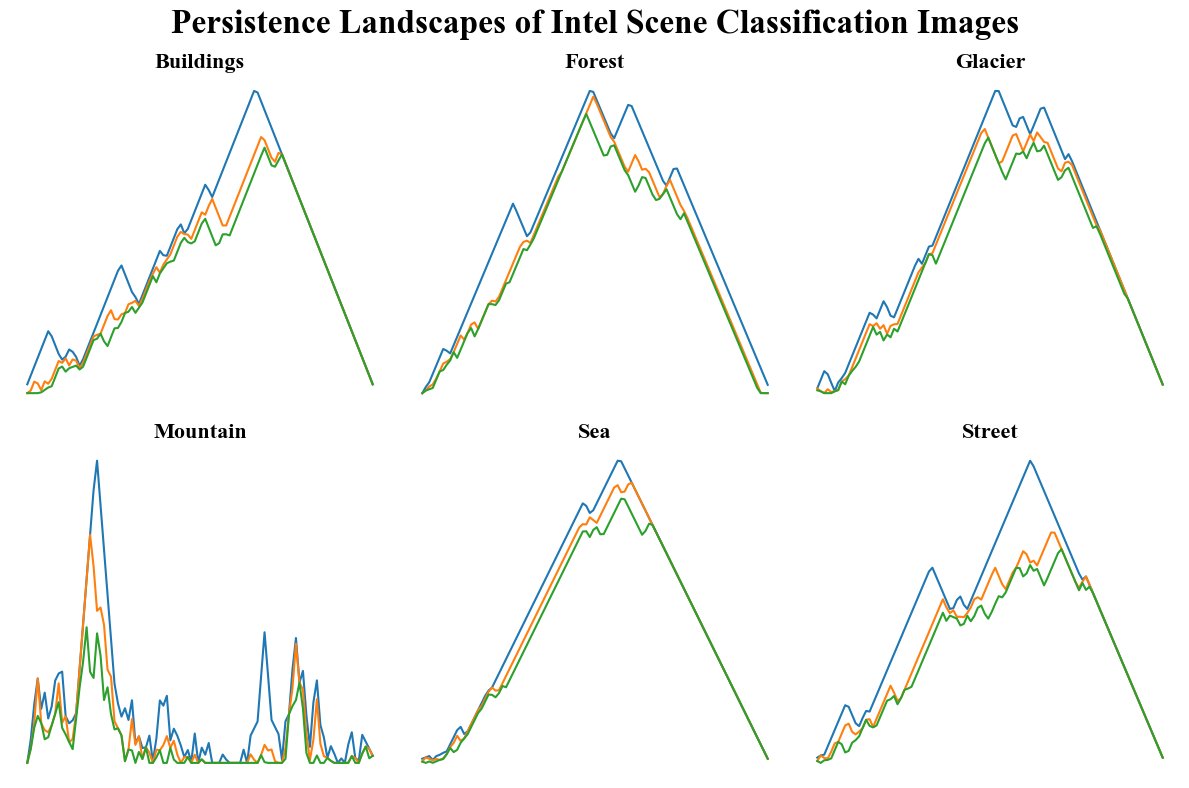 Persistence Landscapes of Intel Scene Classification Images
Buildings
Forest
Glacier
Mountain
Sea
Street